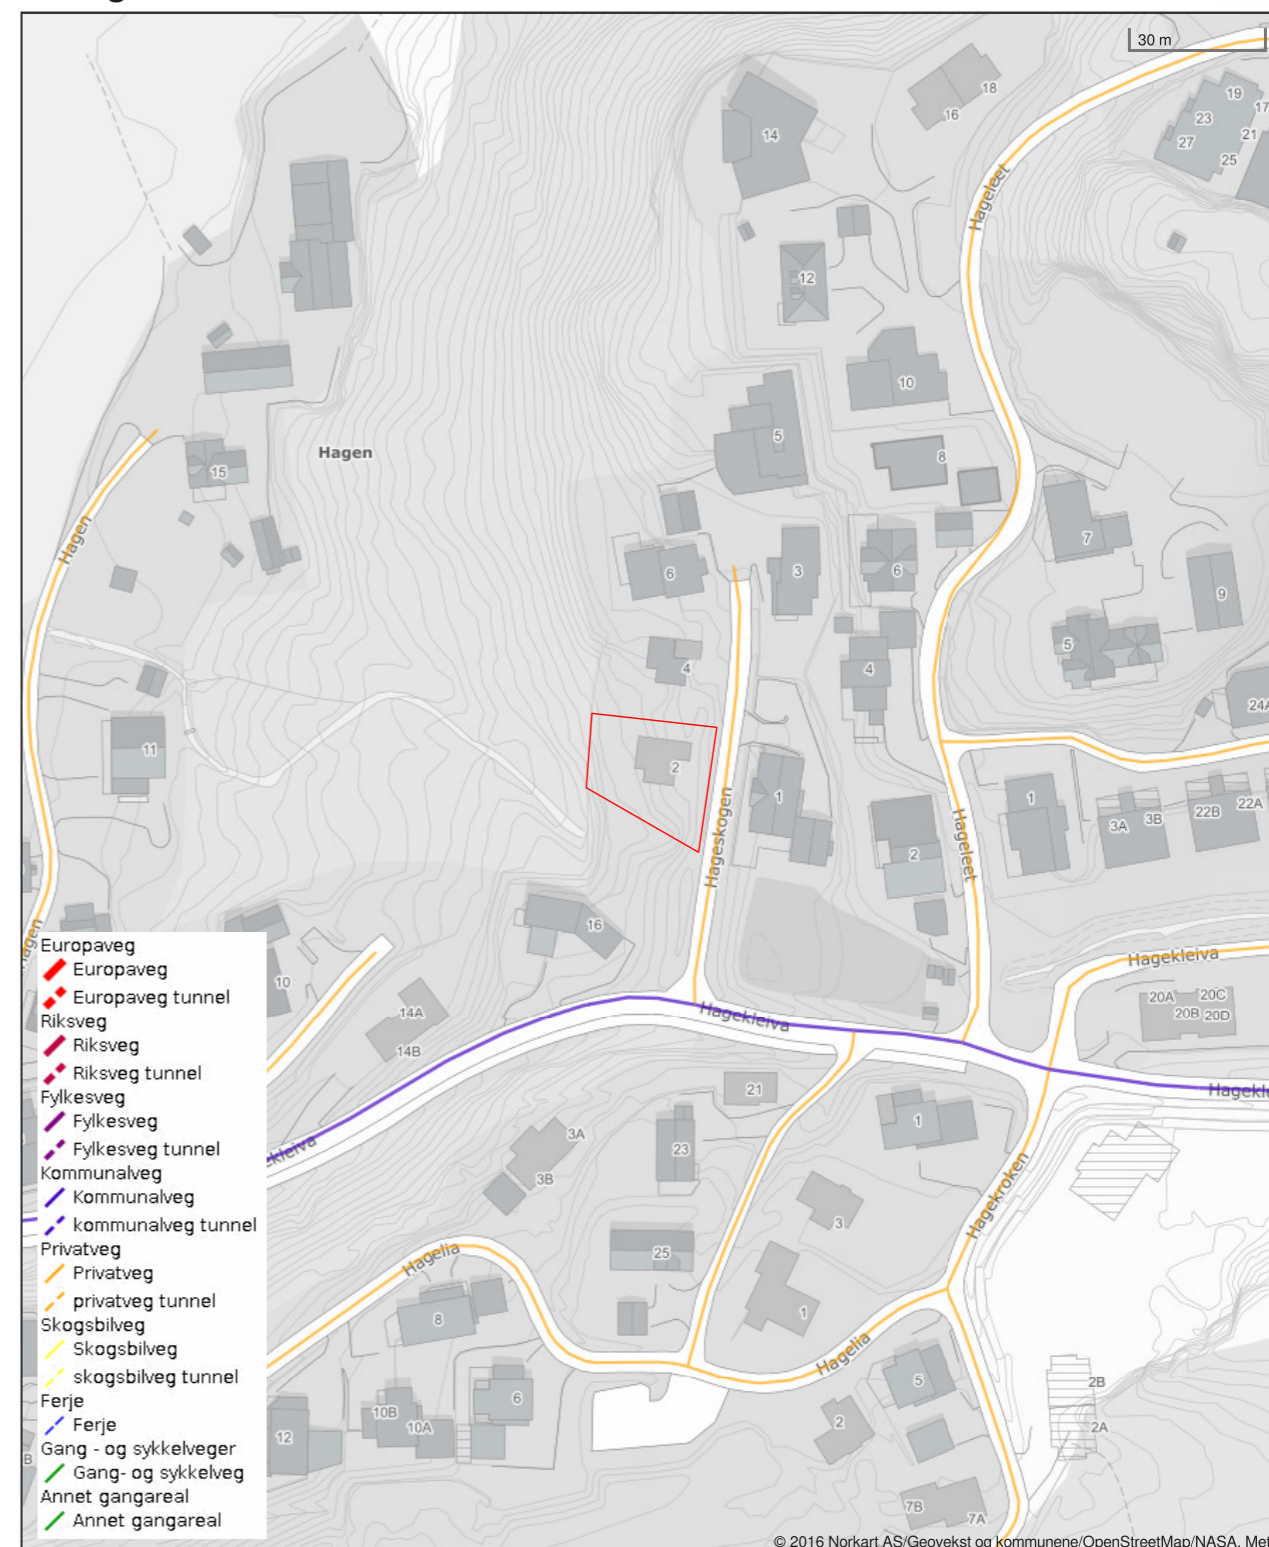 30 m
18
16
14
19
17
23
21
27
25
Hageleet
12
10
5
8
Hagen
15
Hagen
7
6
3
6
9
5
4
4
24A
11
2
1
1
22A
22B
3B
3A
Hageskogen
Hageleet
2
16
Hagekleiva
10
14A
14B
Hagekleiva
20A
20C
20B
20D
21
1
3A
23
3B
Hagekroken
3
25
Hagelia
8
1
Hagelia
5
2B
6
10B
10A
2
2A
12
7B
7A
Europaveg
Europaveg
Europaveg tunnel
Riksveg
Riksveg
Riksveg tunnel
Fylkesveg
Fylkesveg
Fylkesveg tunnel
Kommunalveg
Kommunalveg
kommunalveg tunnel
Privatveg
Privatveg
privatveg tunnel
Skogsbilveg
Skogsbilveg
skogsbilveg tunnel
Ferje
Ferje
Gang - og sykkelveger
Gang- og sykkelveg
Annet gangareal
Annet gangareal
© 2016 Norkart AS/Geovekst og kommunene/OpenStreetMap/NASA, Met